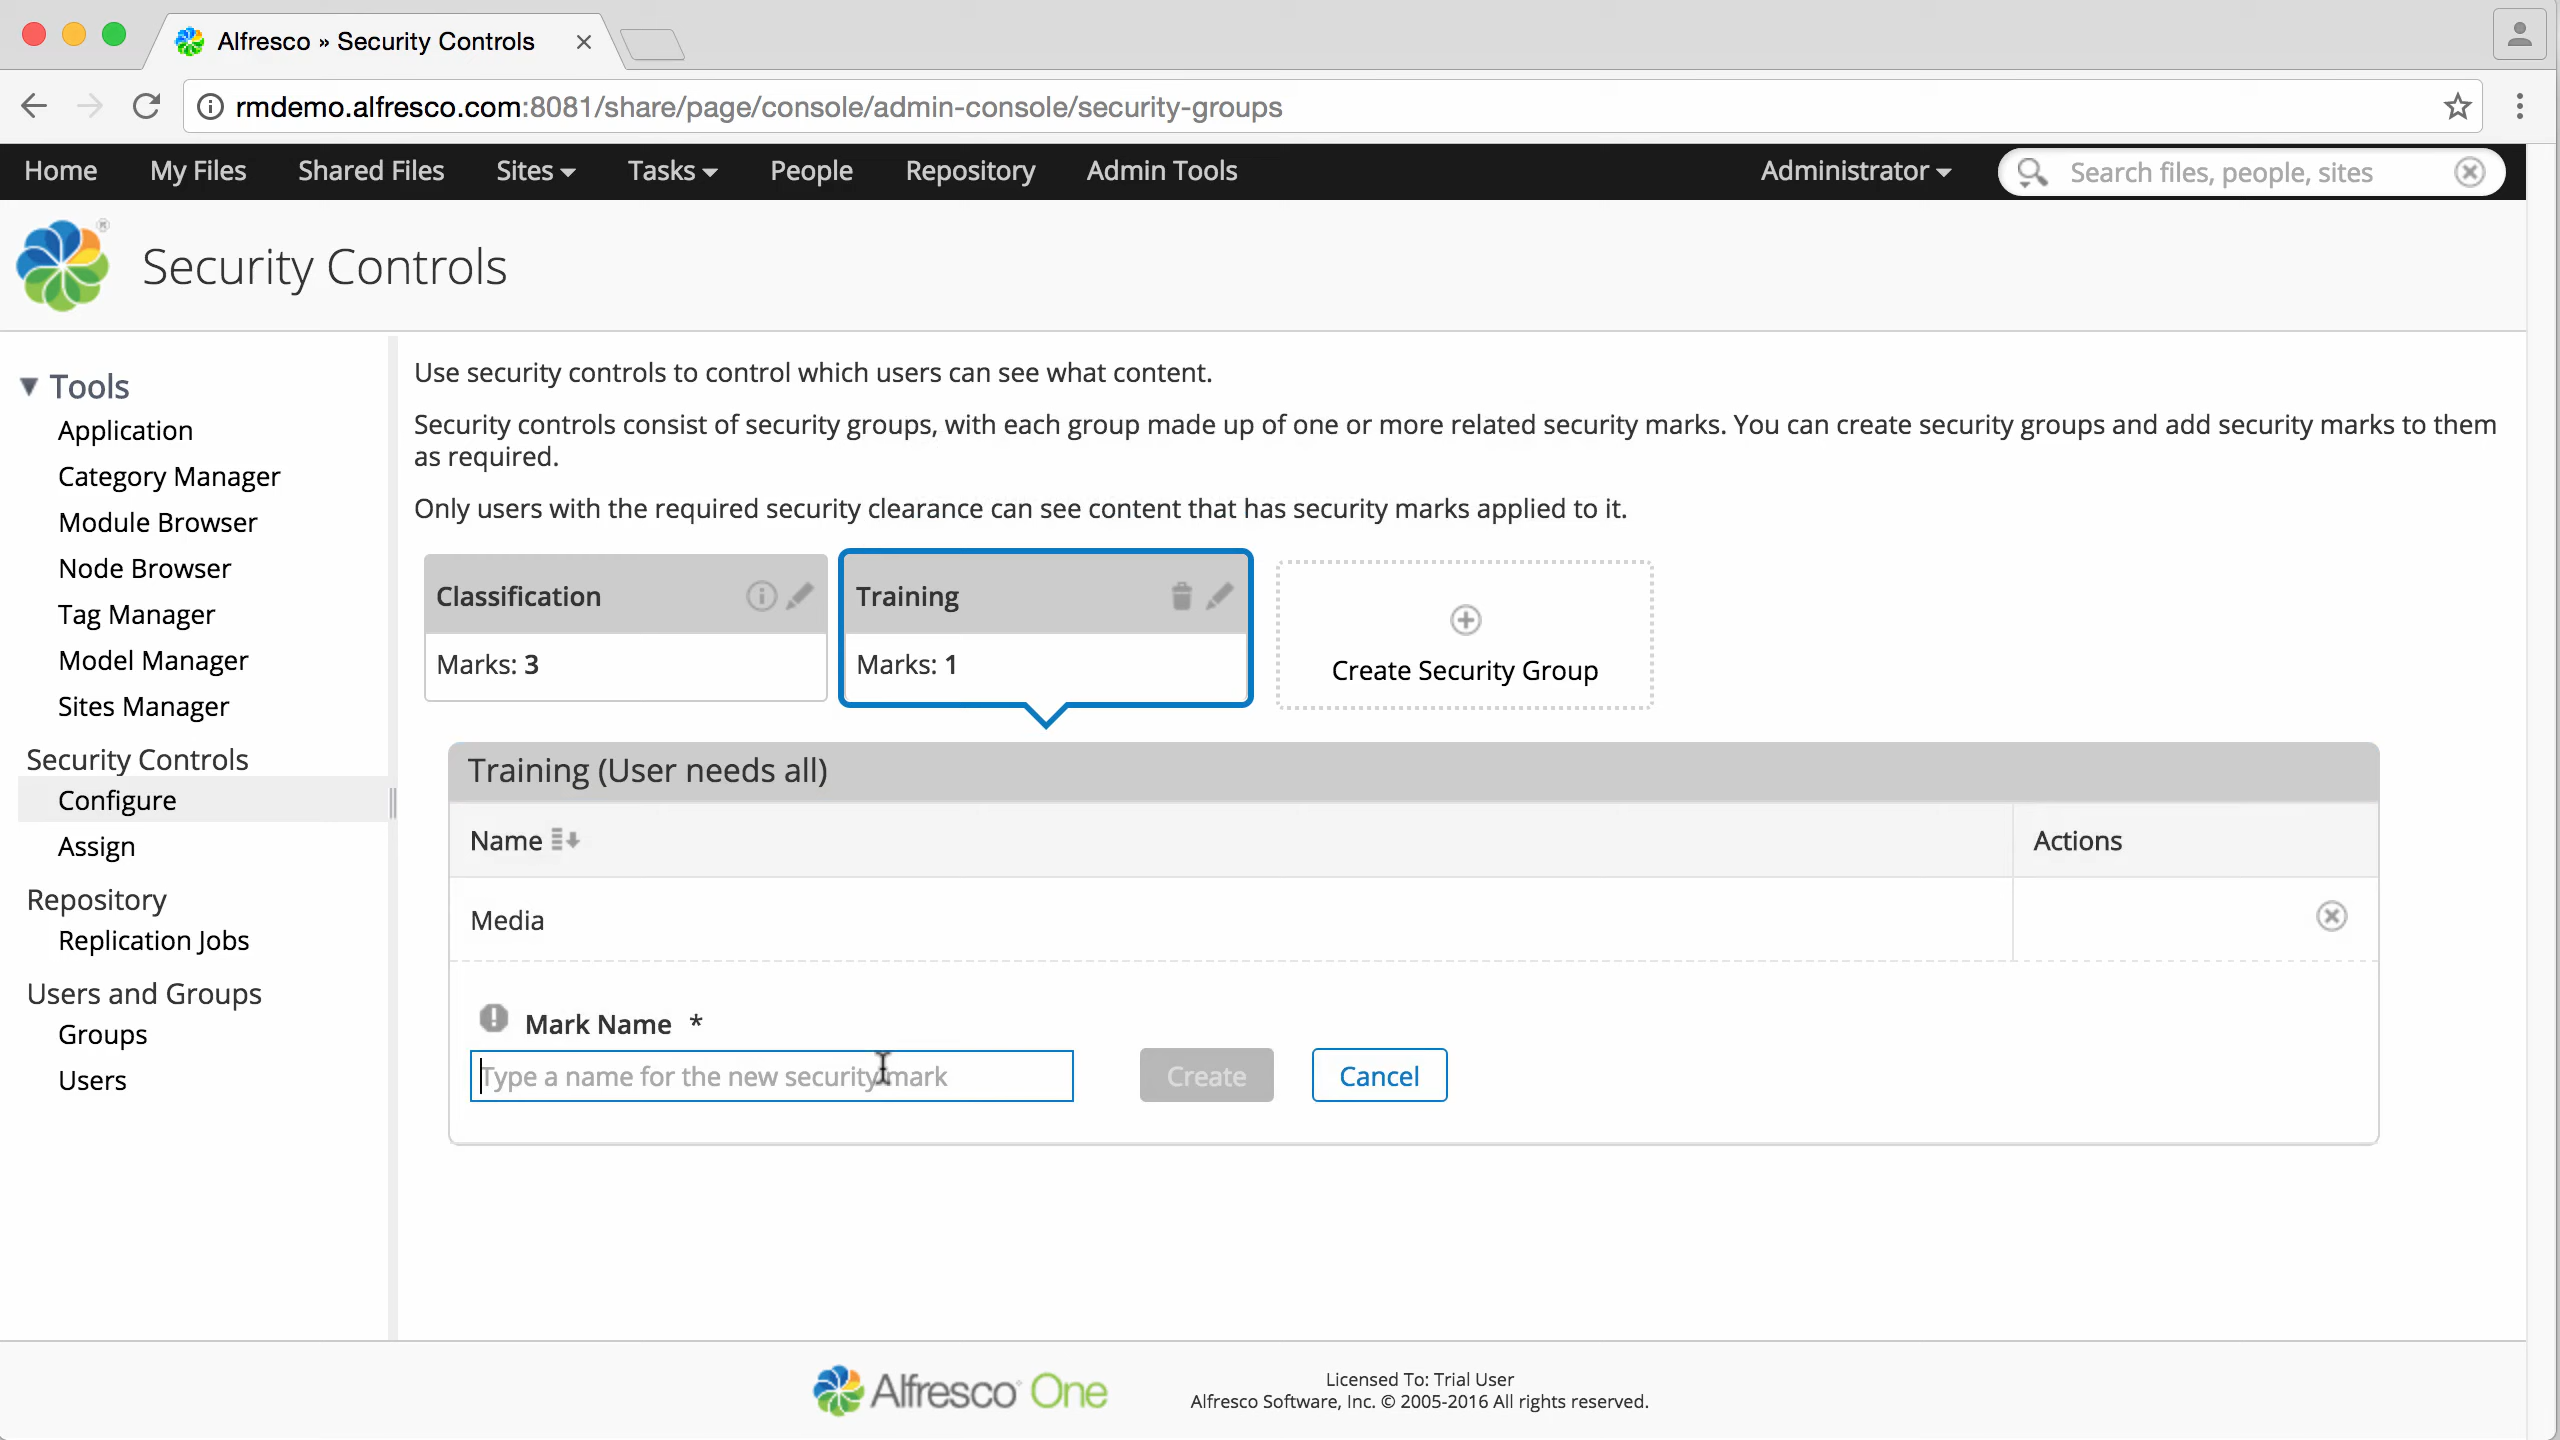 Alfresco » Security Controls
rmdemo.alfresco.com:8081/share/page/console/admin-console/security-groups
Home My Files Shared Files Sites Tasks People Repository Admin Tools Administrator Search files, people, sites
Security Controls
Tools
Application
Category Manager
Module Browser
Node Browser
Tag Manager
Model Manager
Sites Manager
Security Controls
Configure
Assign
Repository
Replication Jobs
Users and Groups
Groups
Users
Use security controls to control which users can see what content.
Security controls consist of security groups, with each group made up of one or more related security marks. You can create security groups and add security marks to them
as required.
Only users with the required security clearance can see content that has security marks applied to it.
Classification
Marks: 3
Training
Marks: 1
Create Security Group
Training (User needs all)
Name Actions
Media
Mark Name *
Type a name for the new security mark
Create Cancel
Alfresco One
Licensed To: Trial User
Alfresco Software, Inc. © 2005-2016 All rights reserved.